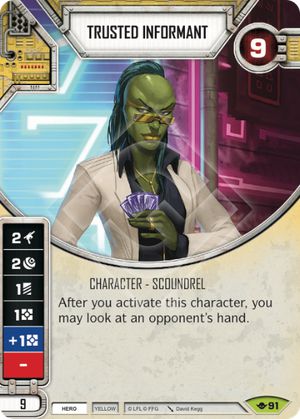 TRUSTED INFORMANT
9
2
2
1
1
+1
-
CHARACTER - SCOUNDREL
After you activate this character, you
may look at an opponent's hand.
9
HERO
YELLOW
© LFL © FFG
David Kegg
91